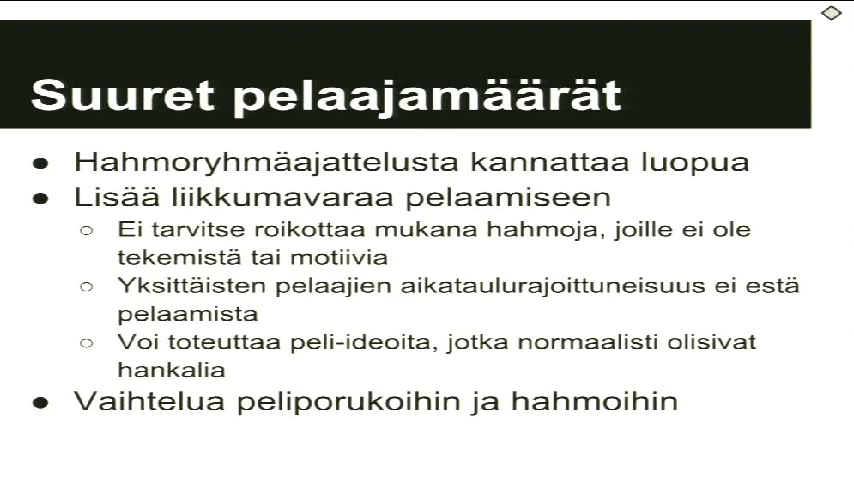 Suuret pelaajamäärät
● Hahmoryhmäajattelusta kannattaa luopua
● Lisää liikkumavaraa pelaamiseen
○ Ei tarvitse roikottaa mukana hahmoja, joille ei ole
tekemistä tai motiivia
○ Yksittäisten pelaajien aikataulurajoittuneisuus ei estä
pelaamista
○ Voi toteuttaa peli-ideoita, jotka normaalisti olisivat
hankalia
● Vaihtelua peliporukoihin ja hahmoihin